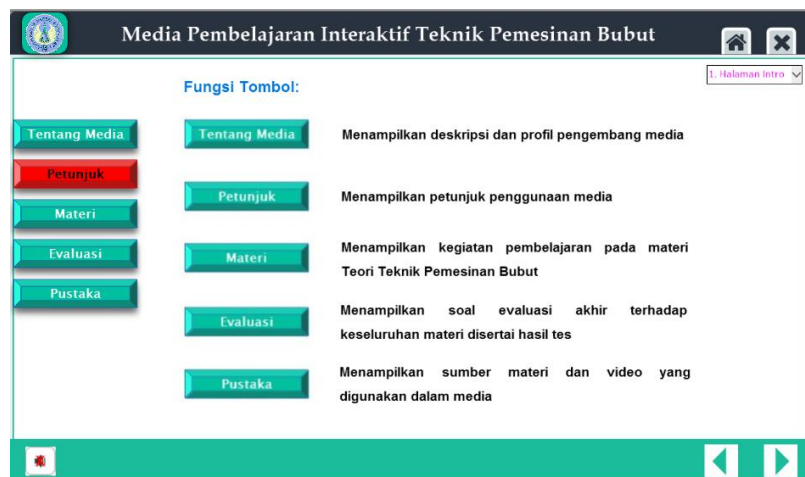 Media Pembelajaran Interaktif Teknik Pemesinan Bubut
1. Halaman Intro
Fungsi Tombol:
Tentang Media
Petunjuk
Materi
Evaluasi
Pustaka
Tentang Media
Menampilkan deskripsi dan profil pengembang media
Petunjuk
Menampilkan petunjuk penggunaan media
Materi
Menampilkan kegiatan pembelajaran pada materi
Teori Teknik Pemesinan Bubut
Evaluasi
Menampilkan soal evaluasi akhir terhadap
keseluruhan materi disertai hasil tes
Pustaka
Menampilkan sumber materi dan video yang
digunakan dalam media